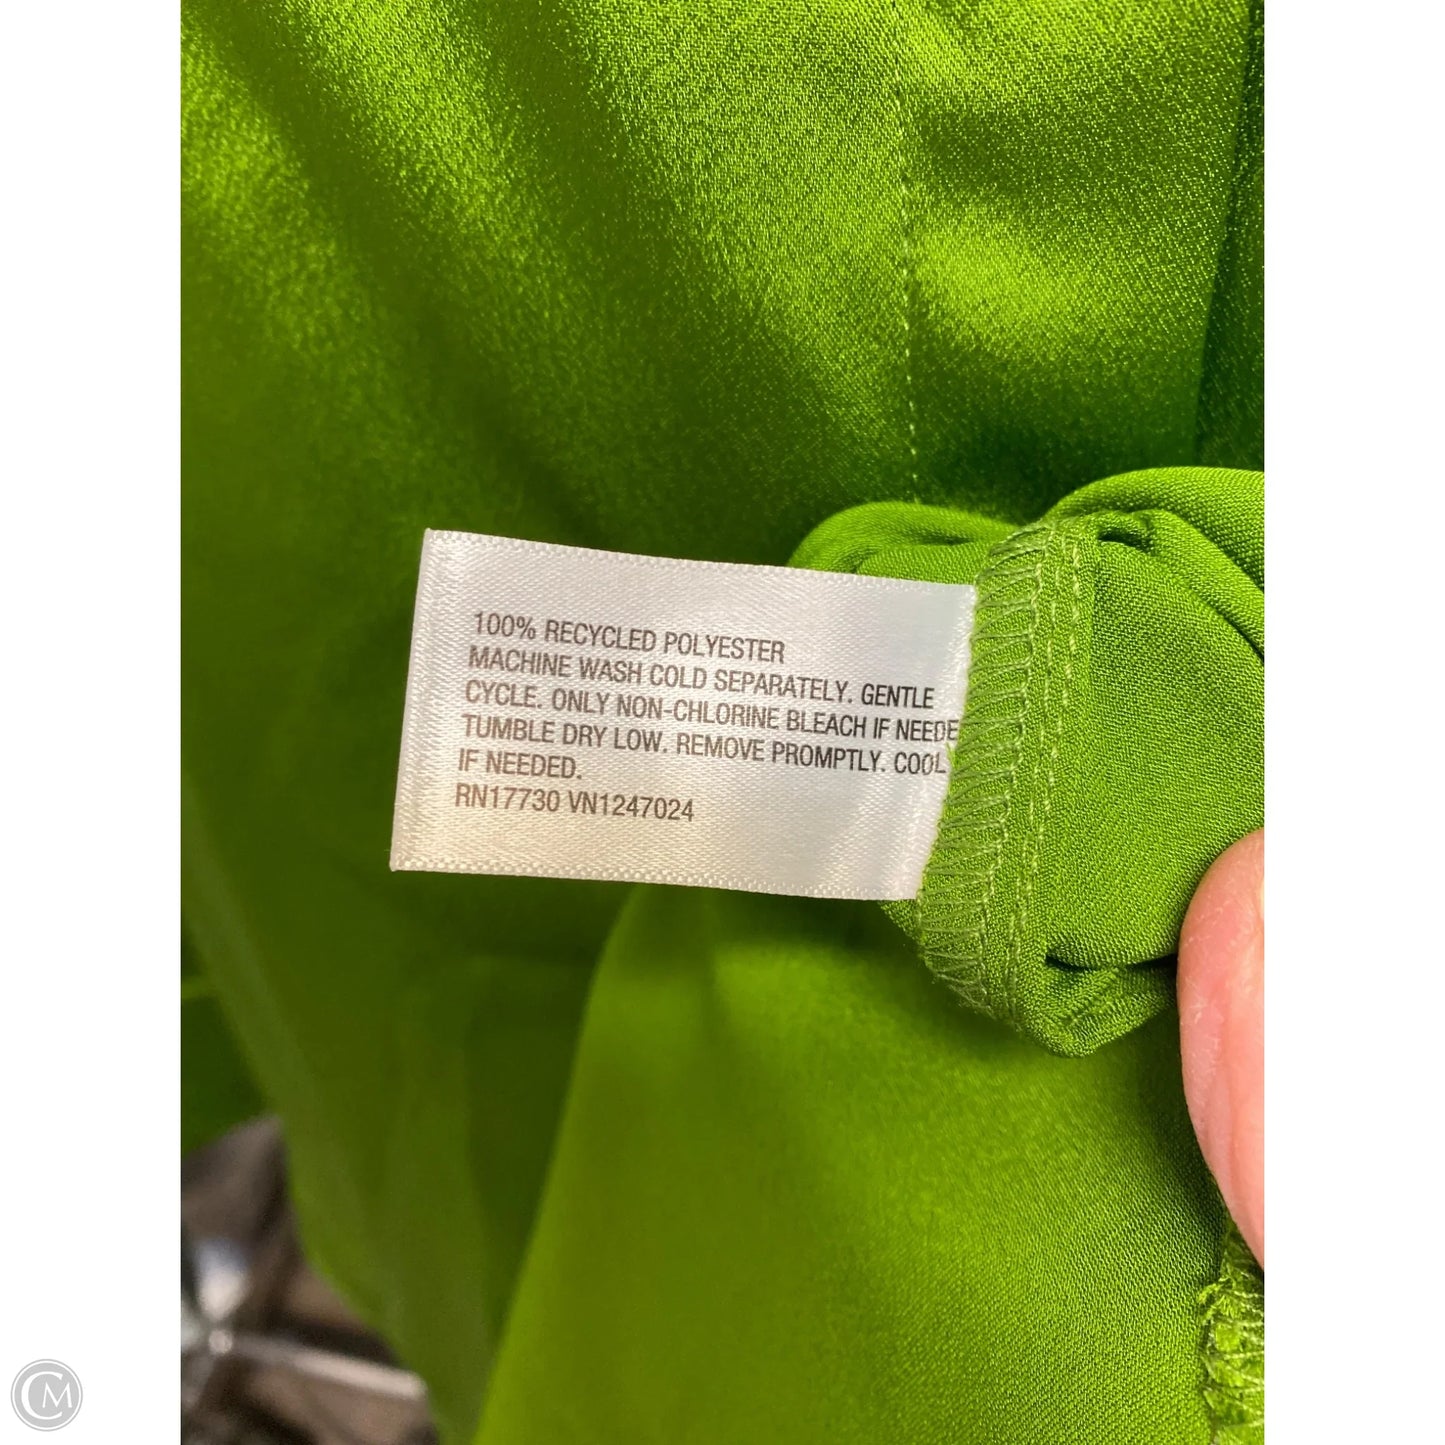 100% RECYCLED POLYESTER
MACHINE WASH COLD SEPARATELY. GENTLE
CYCLE. ONLY NON-CHLORINE BLEACH IF NEEDE
TUMBLE DRY LOW. REMOVE PROMPTLY. COOL
IF NEEDED.
RN17730 VN1247024
CM